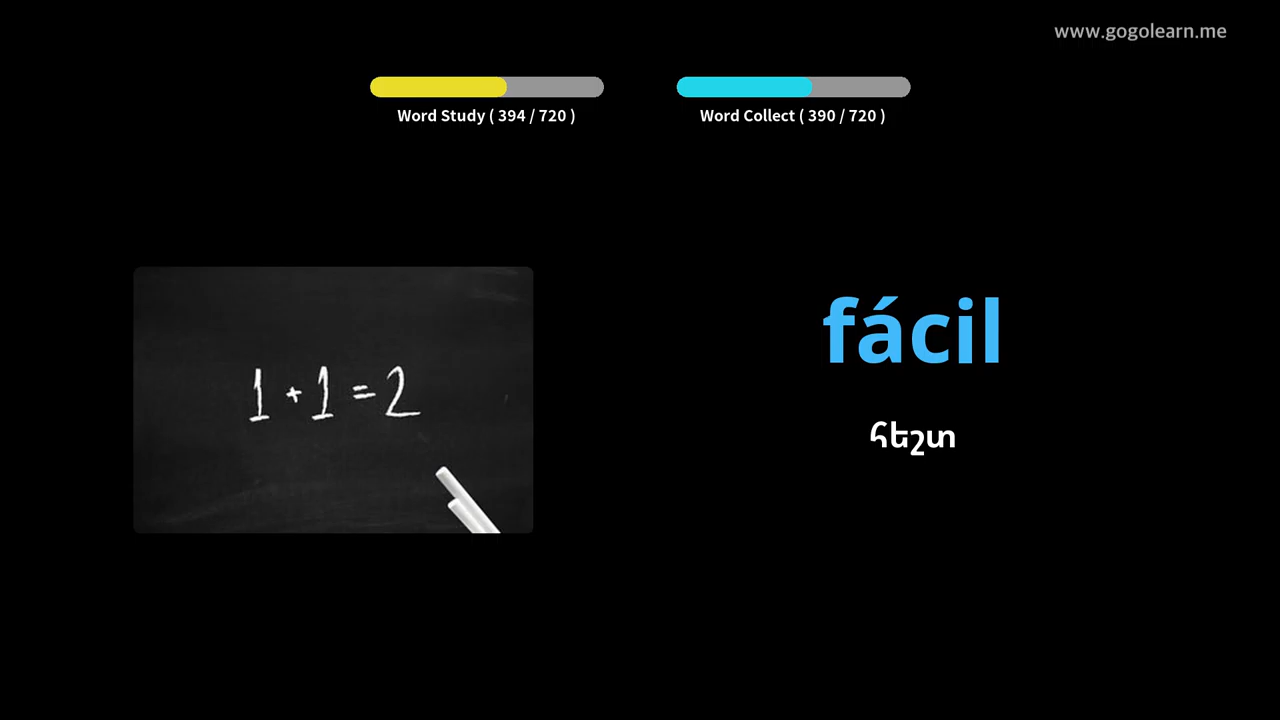 www.gogolearn.me
Word Study ( 394 / 720 )
Word Collect ( 390 / 720 )
1 + 1 = 2
fácil
հեշտ